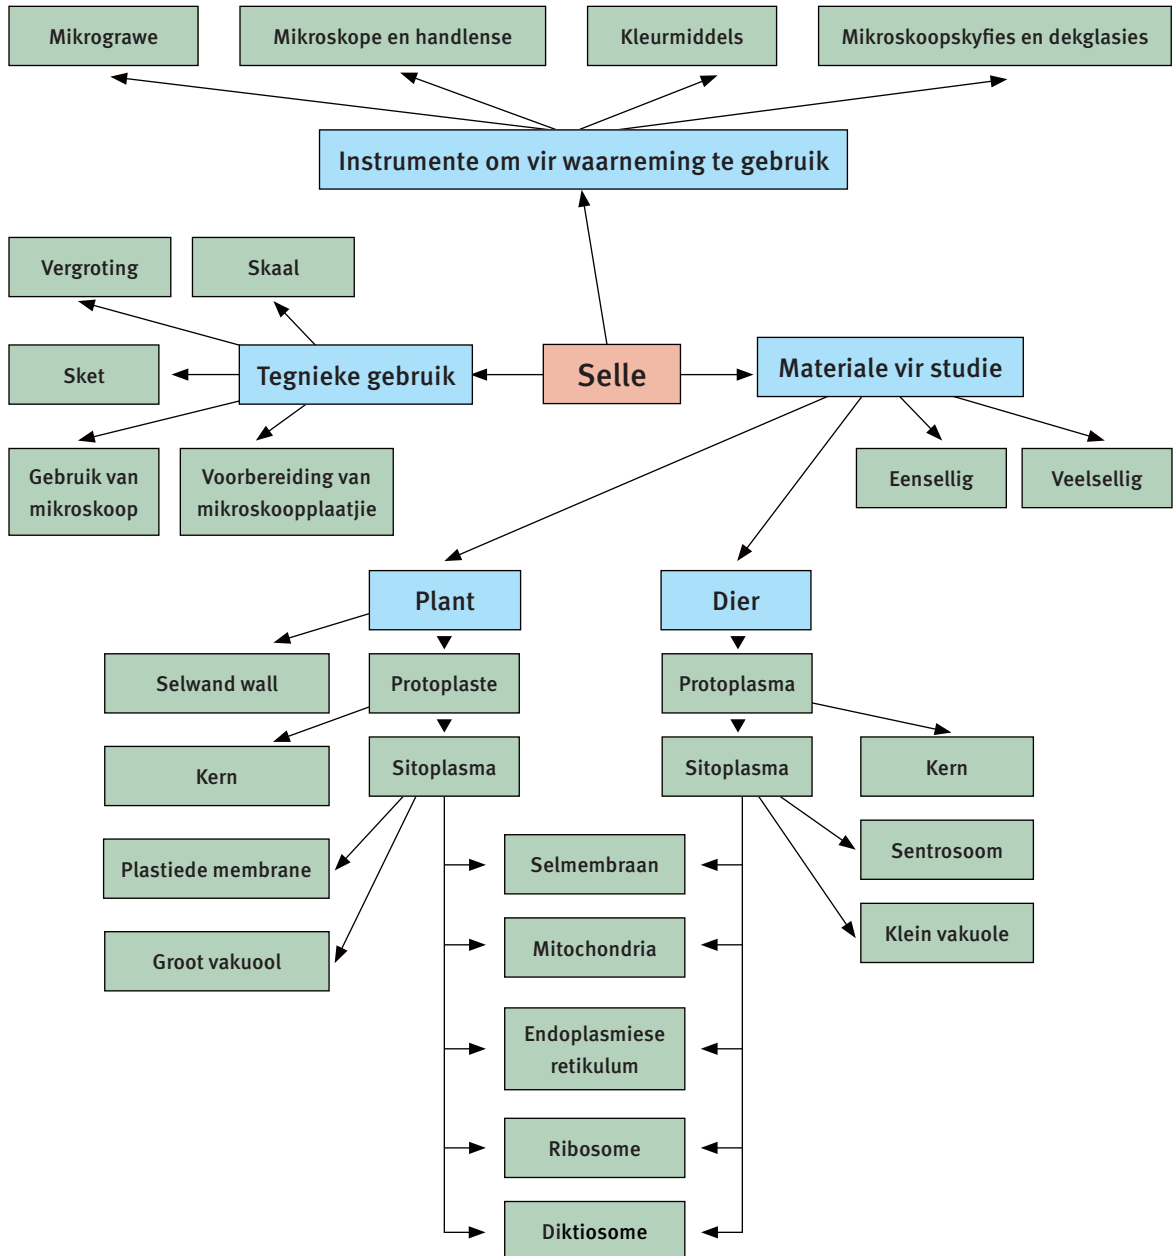 Mikrograwe
Mikroskope en handlense
Kleurmiddels
Mikroskoopskyfies en dekglasies
Instrumente om vir waarneming te gebruik
Vergroting
Skaal
Sket
Tegnieke gebruik
Selle
Materiale vir studie
Gebruik van
mikroskoop
Voorbereiding van
mikroskoopplaatjie
Eensellig
Veelsellig
Plant
Dier
Selwand wall
Protoplaste
Protoplasma
Kern
Sitoplasma
Sitoplasma
Kern
Plastiede membrane
Selmembraan
Sentrosoom
Groot vakuool
Mitochondria
Klein vakuole
Endoplasmiese
retikulum
Ribosome
Diktiosome